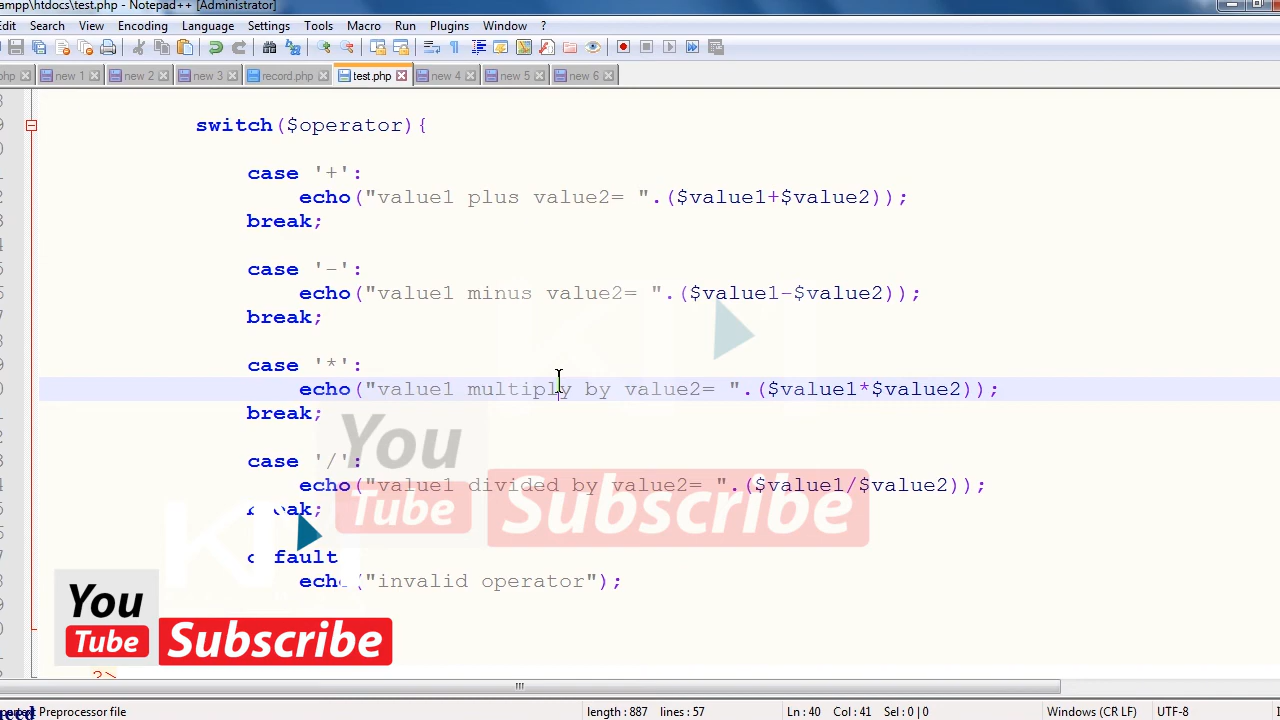 ampp\htdocs\test.php - Notepad++ [Administrator]
Edit Search View Encoding Language Settings Tools Macro Run Plugins Window ?
php new 1 new 2 new 3 record.php test.php new 4 new 5 new 6
switch($operator){
case '+':
echo("value1 plus value2= ".($value1+$value2));
break;
case '-':
echo("value1 minus value2= ".($value1-$value2));
break;
case '*':
echo("value1 multiply by value2= ".($value1*$value2));
break;
case '/':
echo("value1 divided by value2= ".($value1/$value2));
break;
default
echo("invalid operator");
?>
You Tube Subscribe
You Tube Subscribe
Preprocessor file length : 887 lines : 57 Ln : 40 Col : 41 Sel : 0 | 0 Windows (CR LF) UTF-8